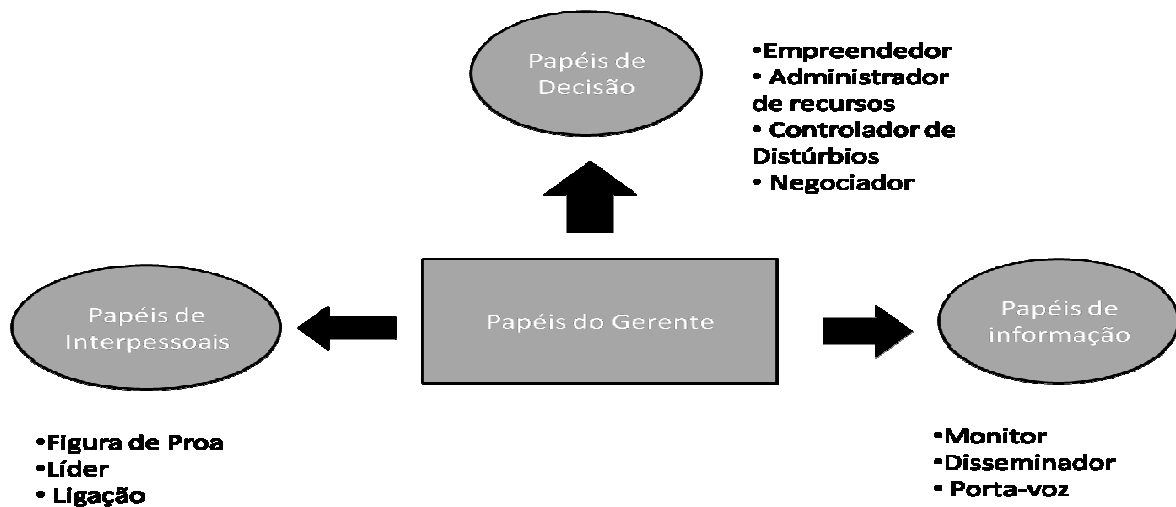 Papéis de
Decisão
•Empreendedor
• Administrador
de recursos
• Controlador de
Distúrbios
• Negociador
Papéis de
Interpessoais
Papéis do Gerente
Papéis de
informação
•Figura de Proa
•Líder
• Ligação
•Monitor
•Disseminador
• Porta-voz